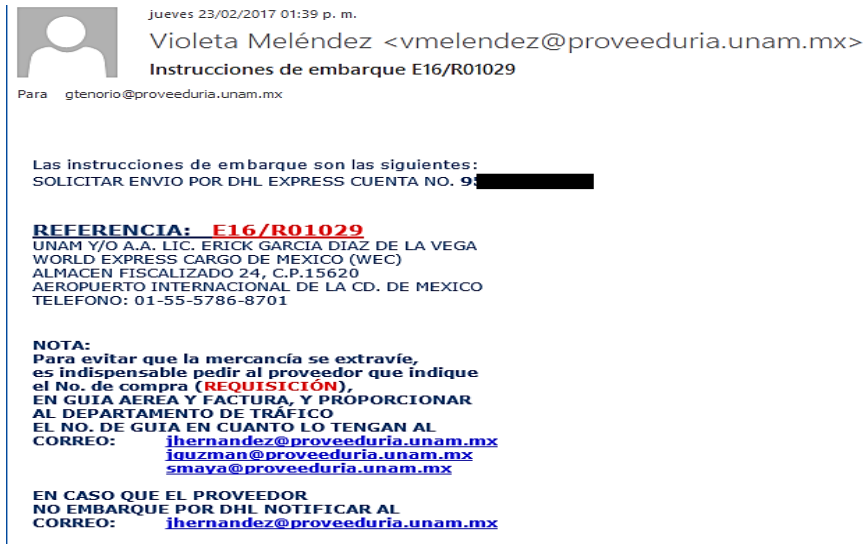 jueves 23/02/2017 01:39 p. m.
Violeta Meléndez <vmelendez@proveeduria.unam.mx>
Instrucciones de embarque E16/R01029
Para gtenorio@proveeduria.unam.mx
Las instrucciones de embarque son las siguientes:
SOLICITAR ENVIO POR DHL EXPRESS CUENTA NO. 9
REFERENCIA: E16/R01029
UNAM Y/O A.A. LIC. ERICK GARCIA DIAZ DE LA VEGA
WORLD EXPRESS CARGO DE MEXICO (WEC)
ALMACEN FISCALIZADO 24, C.P.15620
AEROPUERTO INTERNACIONAL DE LA CD. DE MEXICO
TELEFONO: 01-55-5786-8701
NOTA:
Para evitar que la mercancía se extravíe,
es indispensable pedir al proveedor que indique
el No. de compra (REQUISICIÓN),
EN GUIA AEREA Y FACTURA, Y PROPORCIONAR
AL DEPARTAMENTO DE TRÁFICO
EL NO. DE GUIA EN CUANTO LO TENGAN AL
CORREO: jhernandez@proveeduria.unam.mx
jguzman@proveeduria.unam.mx
smaya@proveeduria.unam.mx
EN CASO QUE EL PROVEEDOR
NO EMBARQUE POR DHL NOTIFICAR AL
CORREO: jhernandez@proveeduria.unam.mx